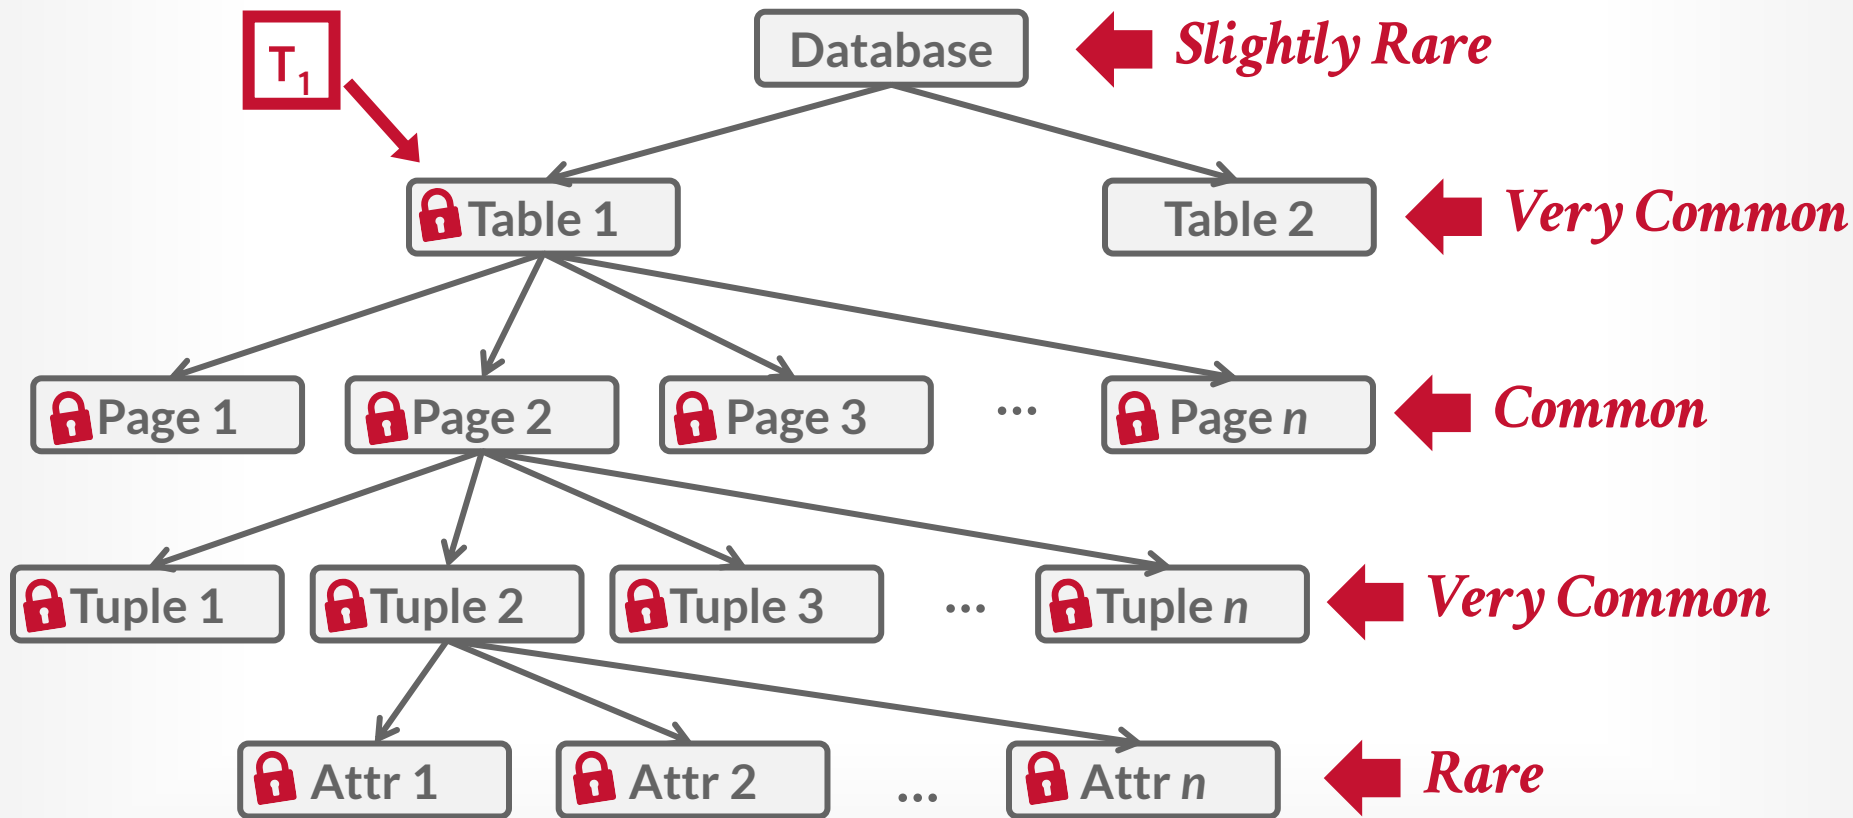 T1
Database
Slightly Rare
Table 1
Table 2
Very Common
Page 1
Page 2
Page 3
...
Page n
Common
Tuple 1
Tuple 2
Tuple 3
...
Tuple n
Very Common
Attr 1
Attr 2
...
Attr n
Rare